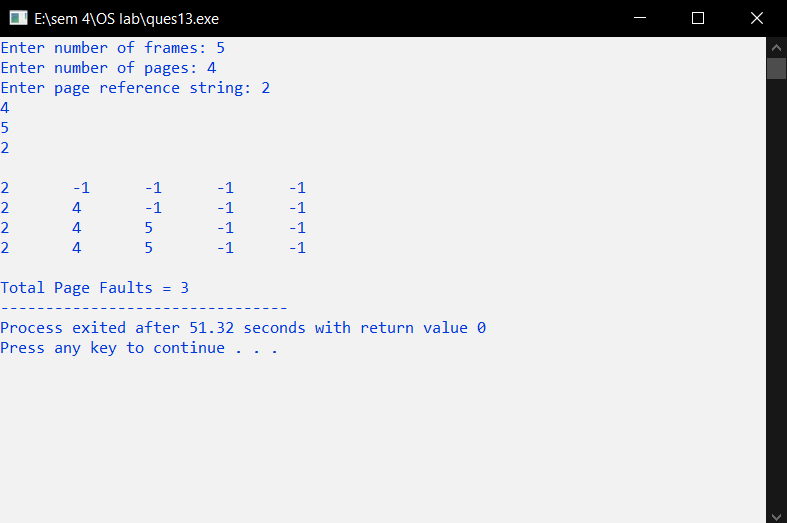 E:\sem 4\OS lab\ques13.exe
Enter number of frames: 5
Enter number of pages: 4
Enter page reference string: 2
4
5
2
2 -1 -1 -1 -1
2 4 -1 -1 -1
2 4 5 -1 -1
2 4 5 -1 -1
Total Page Faults = 3
--------------------------------
Process exited after 51.32 seconds with return value 0
Press any key to continue . . .